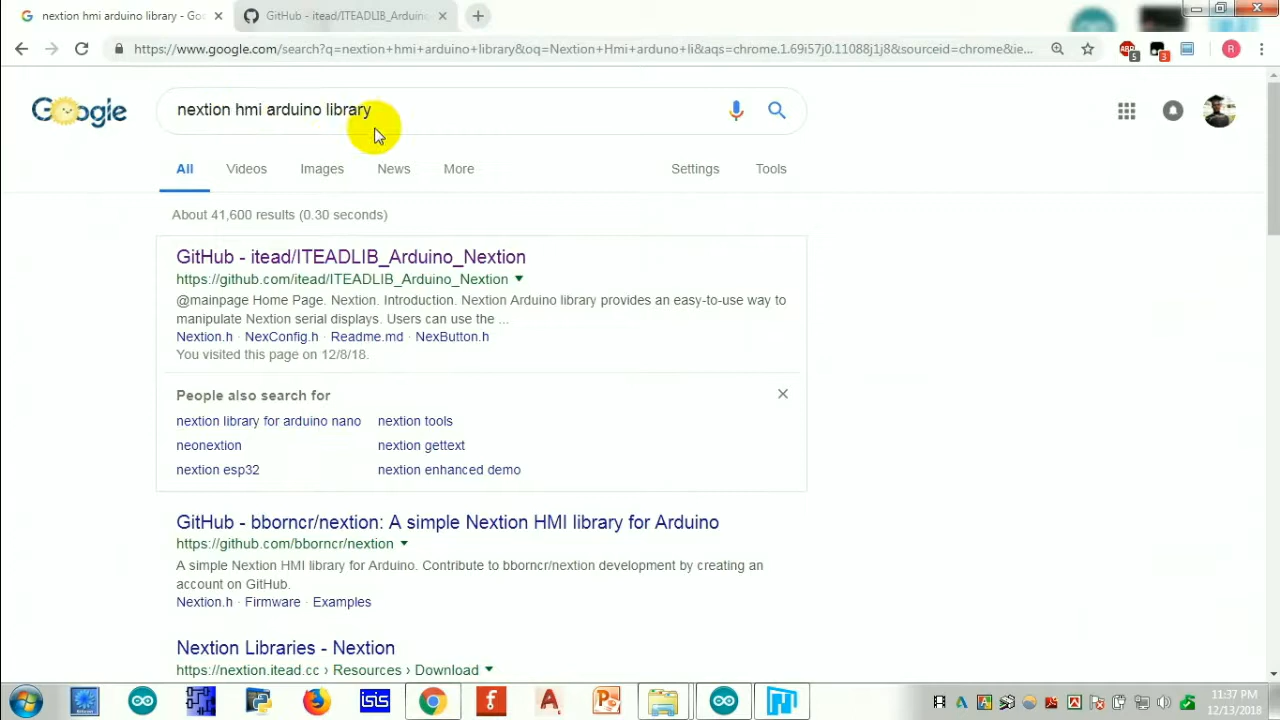 nextion hmi arduino library - Goo
GitHub - itead/ITEADLIB_Arduino
https://www.google.com/search?q=nextion+hmi+arduino+library&oq=Nextion+Hmi+arduno+li&aqs=chrome.1.69i57j0.11088j1j8&sourceid=chrome&ie...
ABP
5
3
R
Google
nextion hmi arduino library
All Videos Images News More Settings Tools
About 41,600 results (0.30 seconds)
GitHub - itead/ITEADLIB_Arduino_Nextion
https://github.com/itead/ITEADLIB_Arduino_Nextion
@mainpage Home Page. Nextion. Introduction. Nextion Arduino library provides an easy-to-use way to
manipulate Nextion serial displays. Users can use the ...
Nextion.h · NexConfig.h · Readme.md · NexButton.h
You visited this page on 12/8/18.
People also search for
nextion library for arduino nano nextion tools
neonextion nextion gettext
nextion esp32 nextion enhanced demo
GitHub - bborncr/nextion: A simple Nextion HMI library for Arduino
https://github.com/bborncr/nextion
A simple Nextion HMI library for Arduino. Contribute to bborncr/nextion development by creating an
account on GitHub.
Nextion.h · Firmware · Examples
Nextion Libraries - Nextion
https://nextion.itead.cc › Resources › Download
isis
11:37 PM
12/13/2018